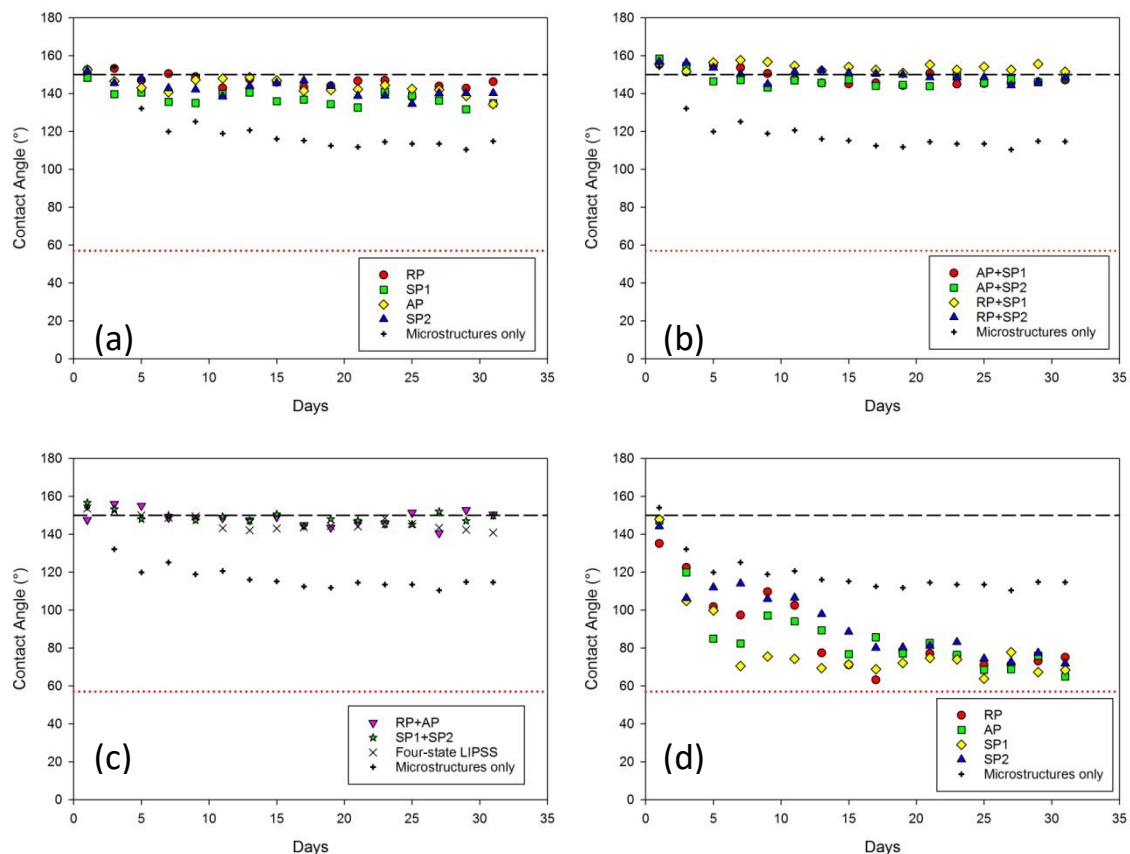 180
160
140
120
100
80
60
40
20
0
Contact Angle (°)
RP
SP1
AP
SP2
Microstructures only
(a)
0 5 10 15 20 25 30 35
Days
180
160
140
120
100
80
60
40
20
0
Contact Angle (°)
AP+SP1
AP+SP2
RP+SP1
RP+SP2
Microstructures only
(b)
0 5 10 15 20 25 30 35
Days
180
160
140
120
100
80
60
40
20
0
Contact Angle (°)
RP+AP
SP1+SP2
Four-state LIPSS
Microstructures only
(c)
0 5 10 15 20 25 30 35
Days
180
160
140
120
100
80
60
40
20
0
Contact Angle (°)
RP
AP
SP1
SP2
Microstructures only
(d)
0 5 10 15 20 25 30 35
Days